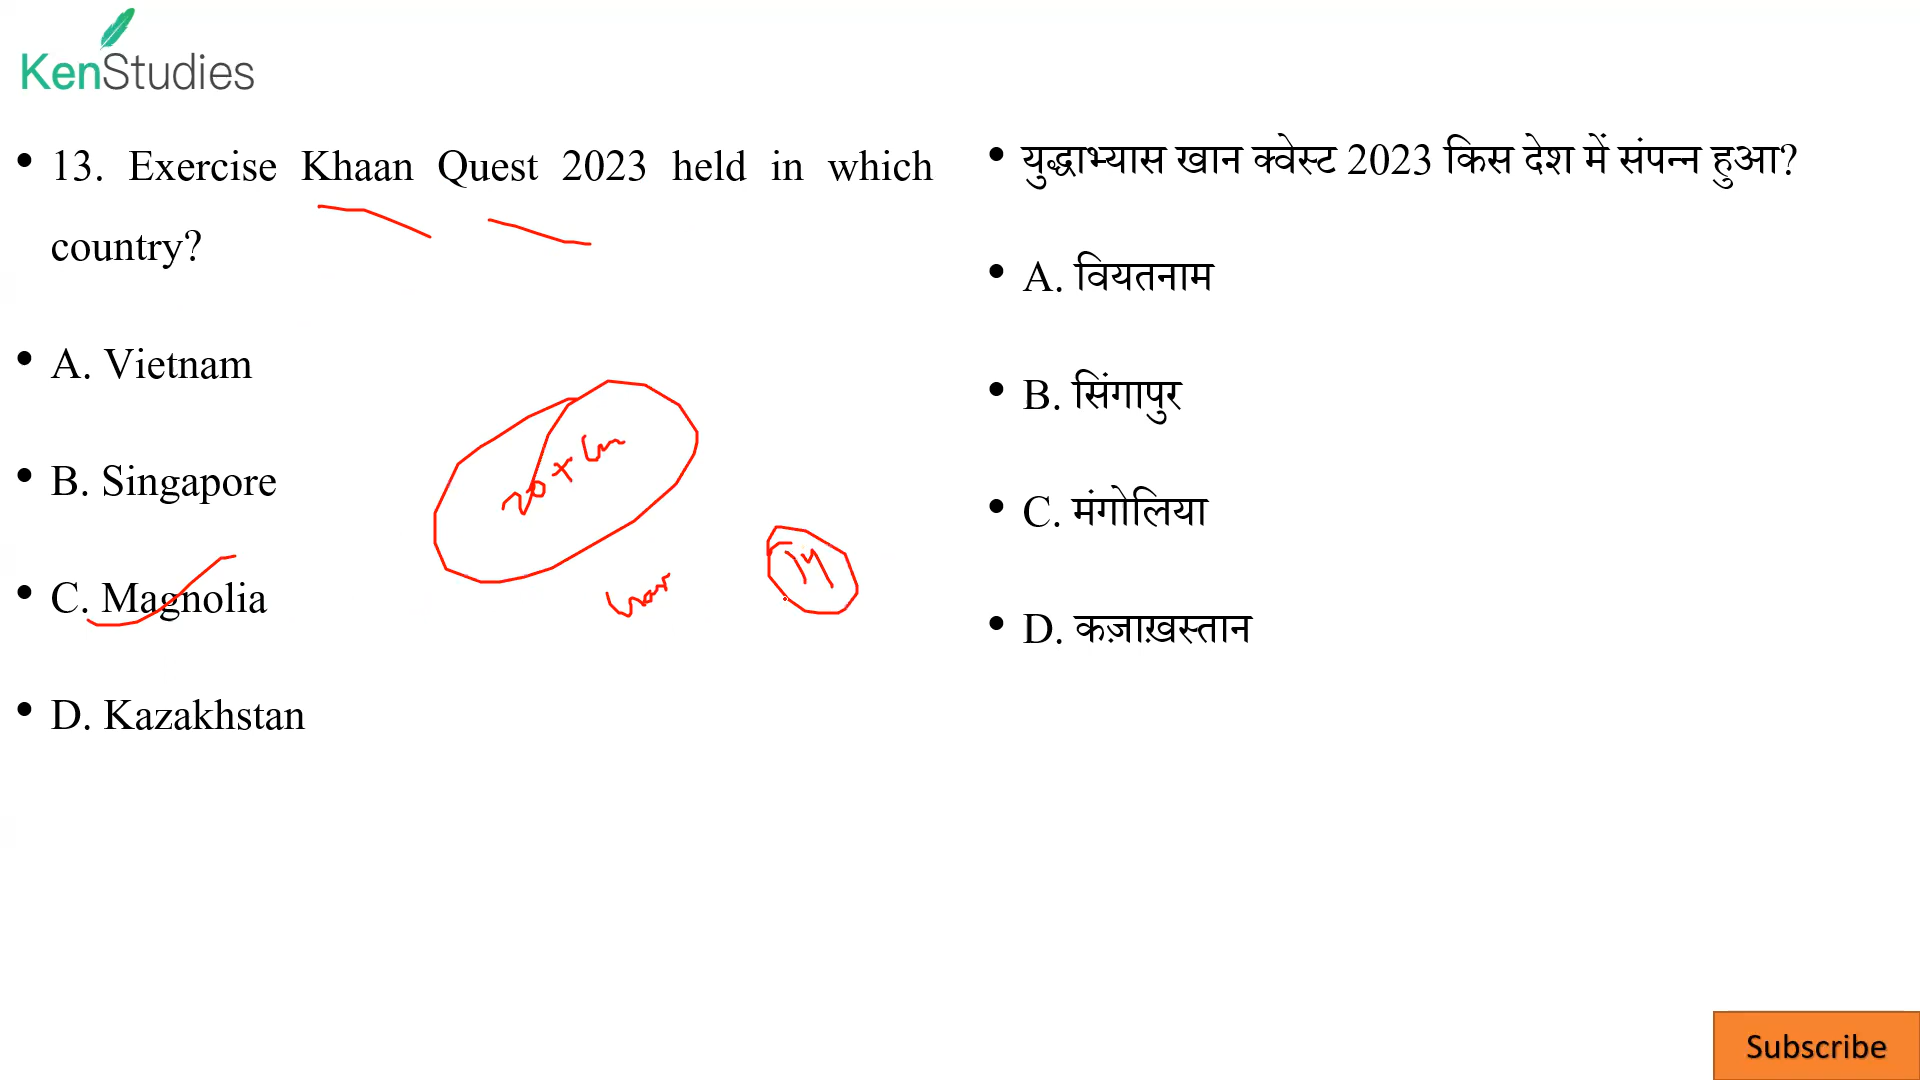 KenStudies
• 13. Exercise Khaan Quest 2023 held in which
country?
• A. Vietnam
• B. Singapore
• C. Magnolia
• D. Kazakhstan
20+
• युद्धाभ्यास खान क्वेस्ट 2023 किस देश में संपन्न हुआ?
• A. वियतनाम
• B. सिंगापुर
• C. मंगोलिया
• D. कज़ाख़स्तान
Subscribe